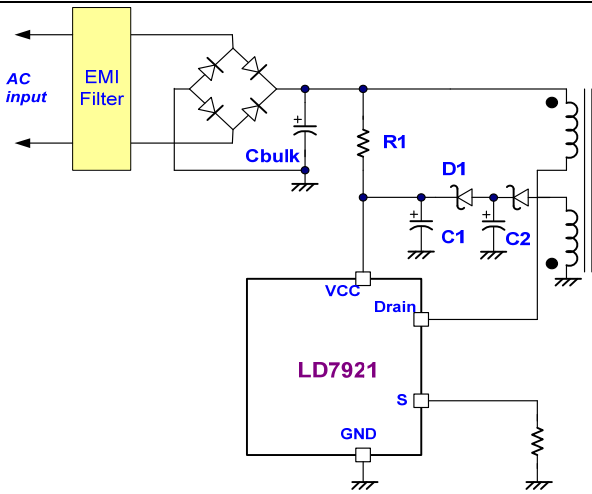 AC
input
EMI
Filter
+
Cbulk
R1
D1
+
C1
+
C2
VCC
Drain
LD7921
S
GND